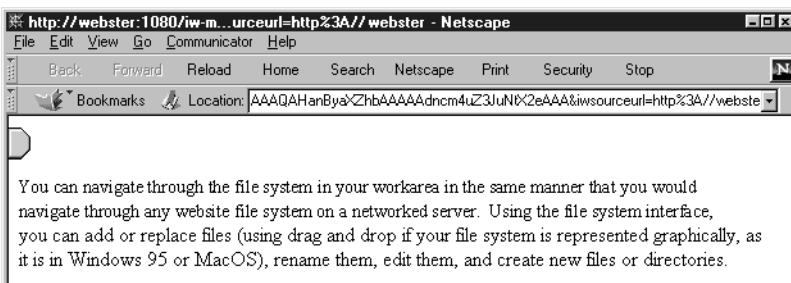 http://webster:1080/iw-m...urceurl=http%3A//webster - Netscape
File Edit View Go Communicator Help
Back Forward Reload Home Search Netscape Print Security Stop
N
Bookmarks Location: AAAQAHanByaXZhbAAAAAdncm4uZ3JuNtX2eAAA&iwsourceurl=http%3A//webste
You can navigate through the file system in your workarea in the same manner that you would
navigate through any website file system on a networked server. Using the file system interface,
you can add or replace files (using drag and drop if your file system is represented graphically, as
it is in Windows 95 or MacOS), rename them, edit them, and create new files or directories.